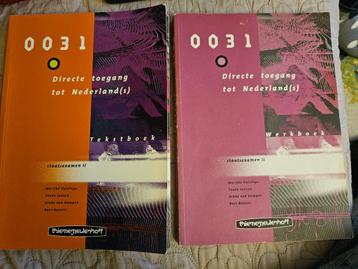 0031
Directe toegang
tot Nederland(s)
Tekstboek
staatsexamen II
thiememeulenhoff
0031
Directe toegang
tot Nederland(s)
Werkboek
staatsexamen II
thiememeulenhoff